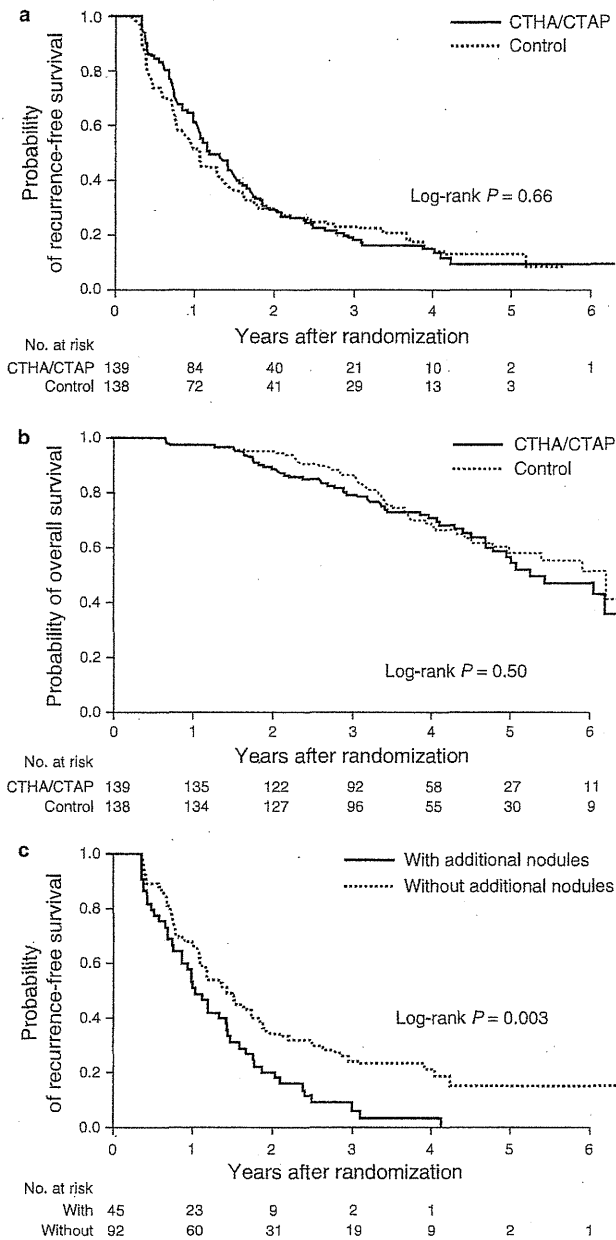 a
CTHA/CTAP
Control
Probability
of recurrence-free survival
1.0
0.8
0.6
0.4
0.2
0.0
Log-rank P = 0.66
0 1 2 3 4 5 6
Years after randomization
No. at risk
CTHA/CTAP 139 84 40 21 10 2 1
Control 138 72 41 29 13 3
b
CTHA/CTAP
Control
Probability of overall survival
1.0
0.8
0.6
0.4
0.2
0.0
Log-rank P = 0.50
0 1 2 3 4 5 6
Years after randomization
No. at risk
CTHA/CTAP 139 135 122 92 58 27 11
Control 138 134 127 96 55 30 9
c
With additional nodules
Without additional nodules
Probability
of recurrence-free survival
1.0
0.8
0.6
0.4
0.2
0.0
Log-rank P = 0.003
0 1 2 3 4 5 6
Years after randomization
No. at risk
With 45 23 9 2 1
Without 92 60 31 19 9 2 1